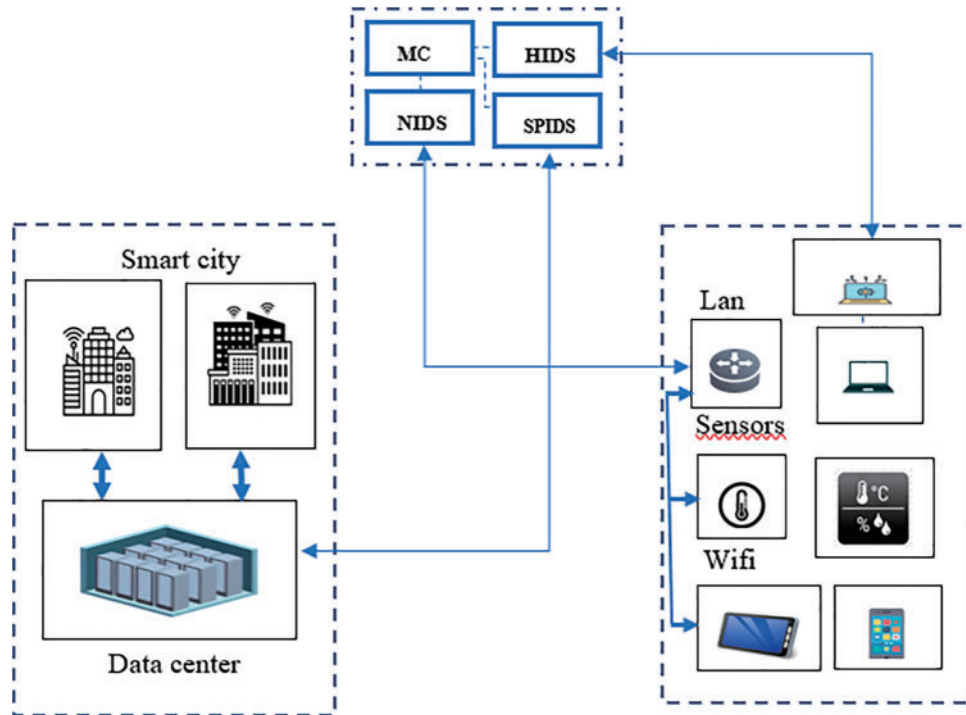 MC
HIDS
NIDS
SPIDS
Smart city
Data center
Lan
Sensors
°C
%
Wifi